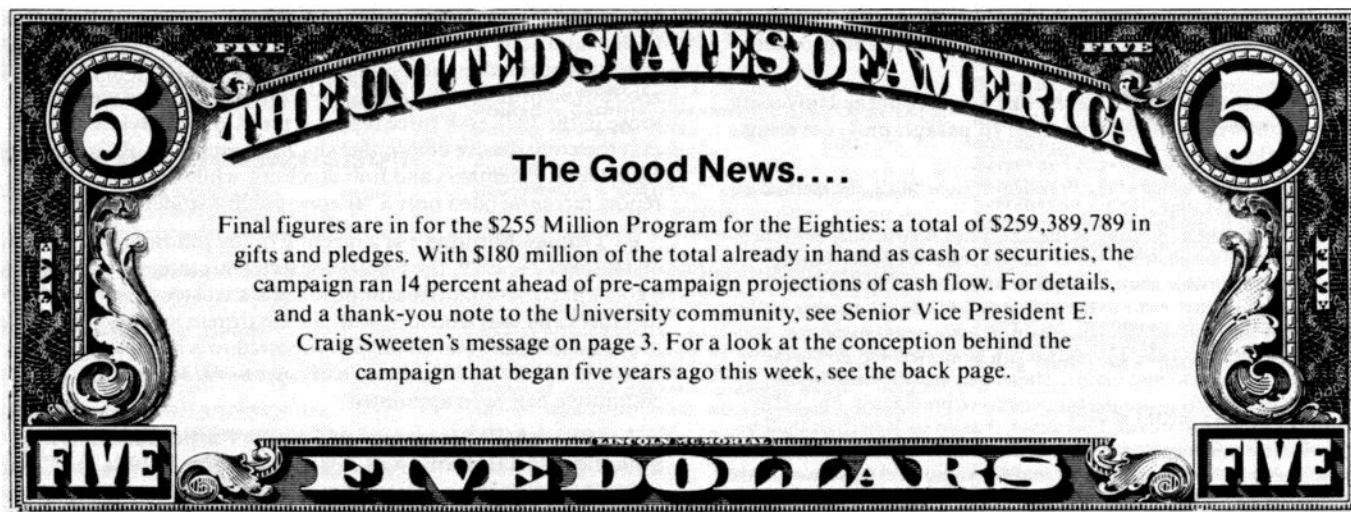 FIVE
FIVE
5
THE UNITED STATES OF AMERICA
5
The Good News....
Final figures are in for the $255 Million Program for the Eighties: a total of $259,389,789 in
gifts and pledges. With $180 million of the total already in hand as cash or securities, the
campaign ran 14 percent ahead of pre-campaign projections of cash flow. For details,
and a thank-you note to the University community, see Senior Vice President E.
Craig Sweeten's message on page 3. For a look at the conception behind the
campaign that began five years ago this week, see the back page.
FIVE
FIVE
LINCOLN MEMORIAL
FIVE
FIVE DOLLARS
FIVE